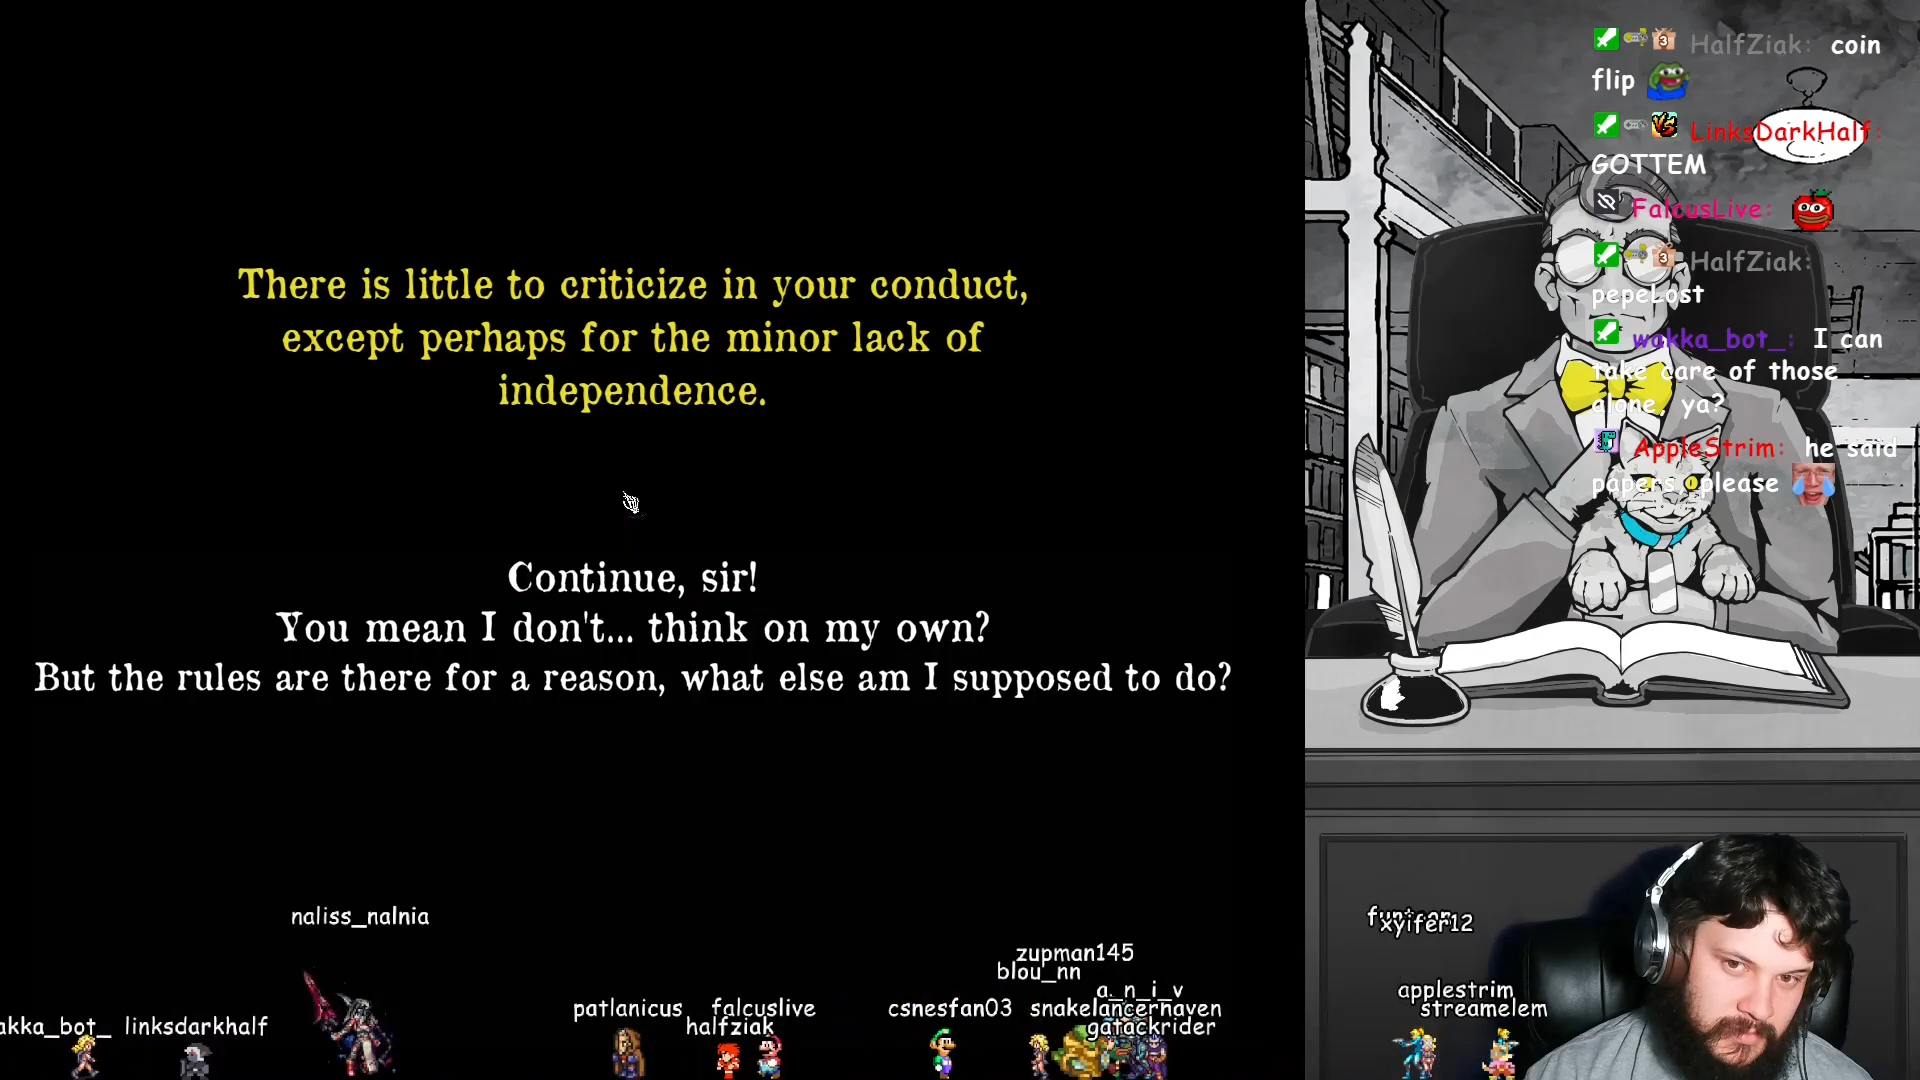 There is little to criticize in your conduct,
except perhaps for the minor lack of
independence.
Continue, sir!
You mean I don't... think on my own?
But the rules are there for a reason, what else am I supposed to do?
HalfZiak: coin
flip
LinksDarkHalf:
GOTTEM
FalcusLive:
HalfZiak:
pepeLost
wakka_bot_: I can
take care of those
alone, ya?
AppleStrim: he said
papers please
naliss_nalnia
akka_bot_
linksdarkhalf
patlanicus
falcuslive
halfziak
csnesfan03
zupman145
blou_nn
a_n_i_v
snakelancerhaven
gatackrider
xyifer12
applestrim
streamelem